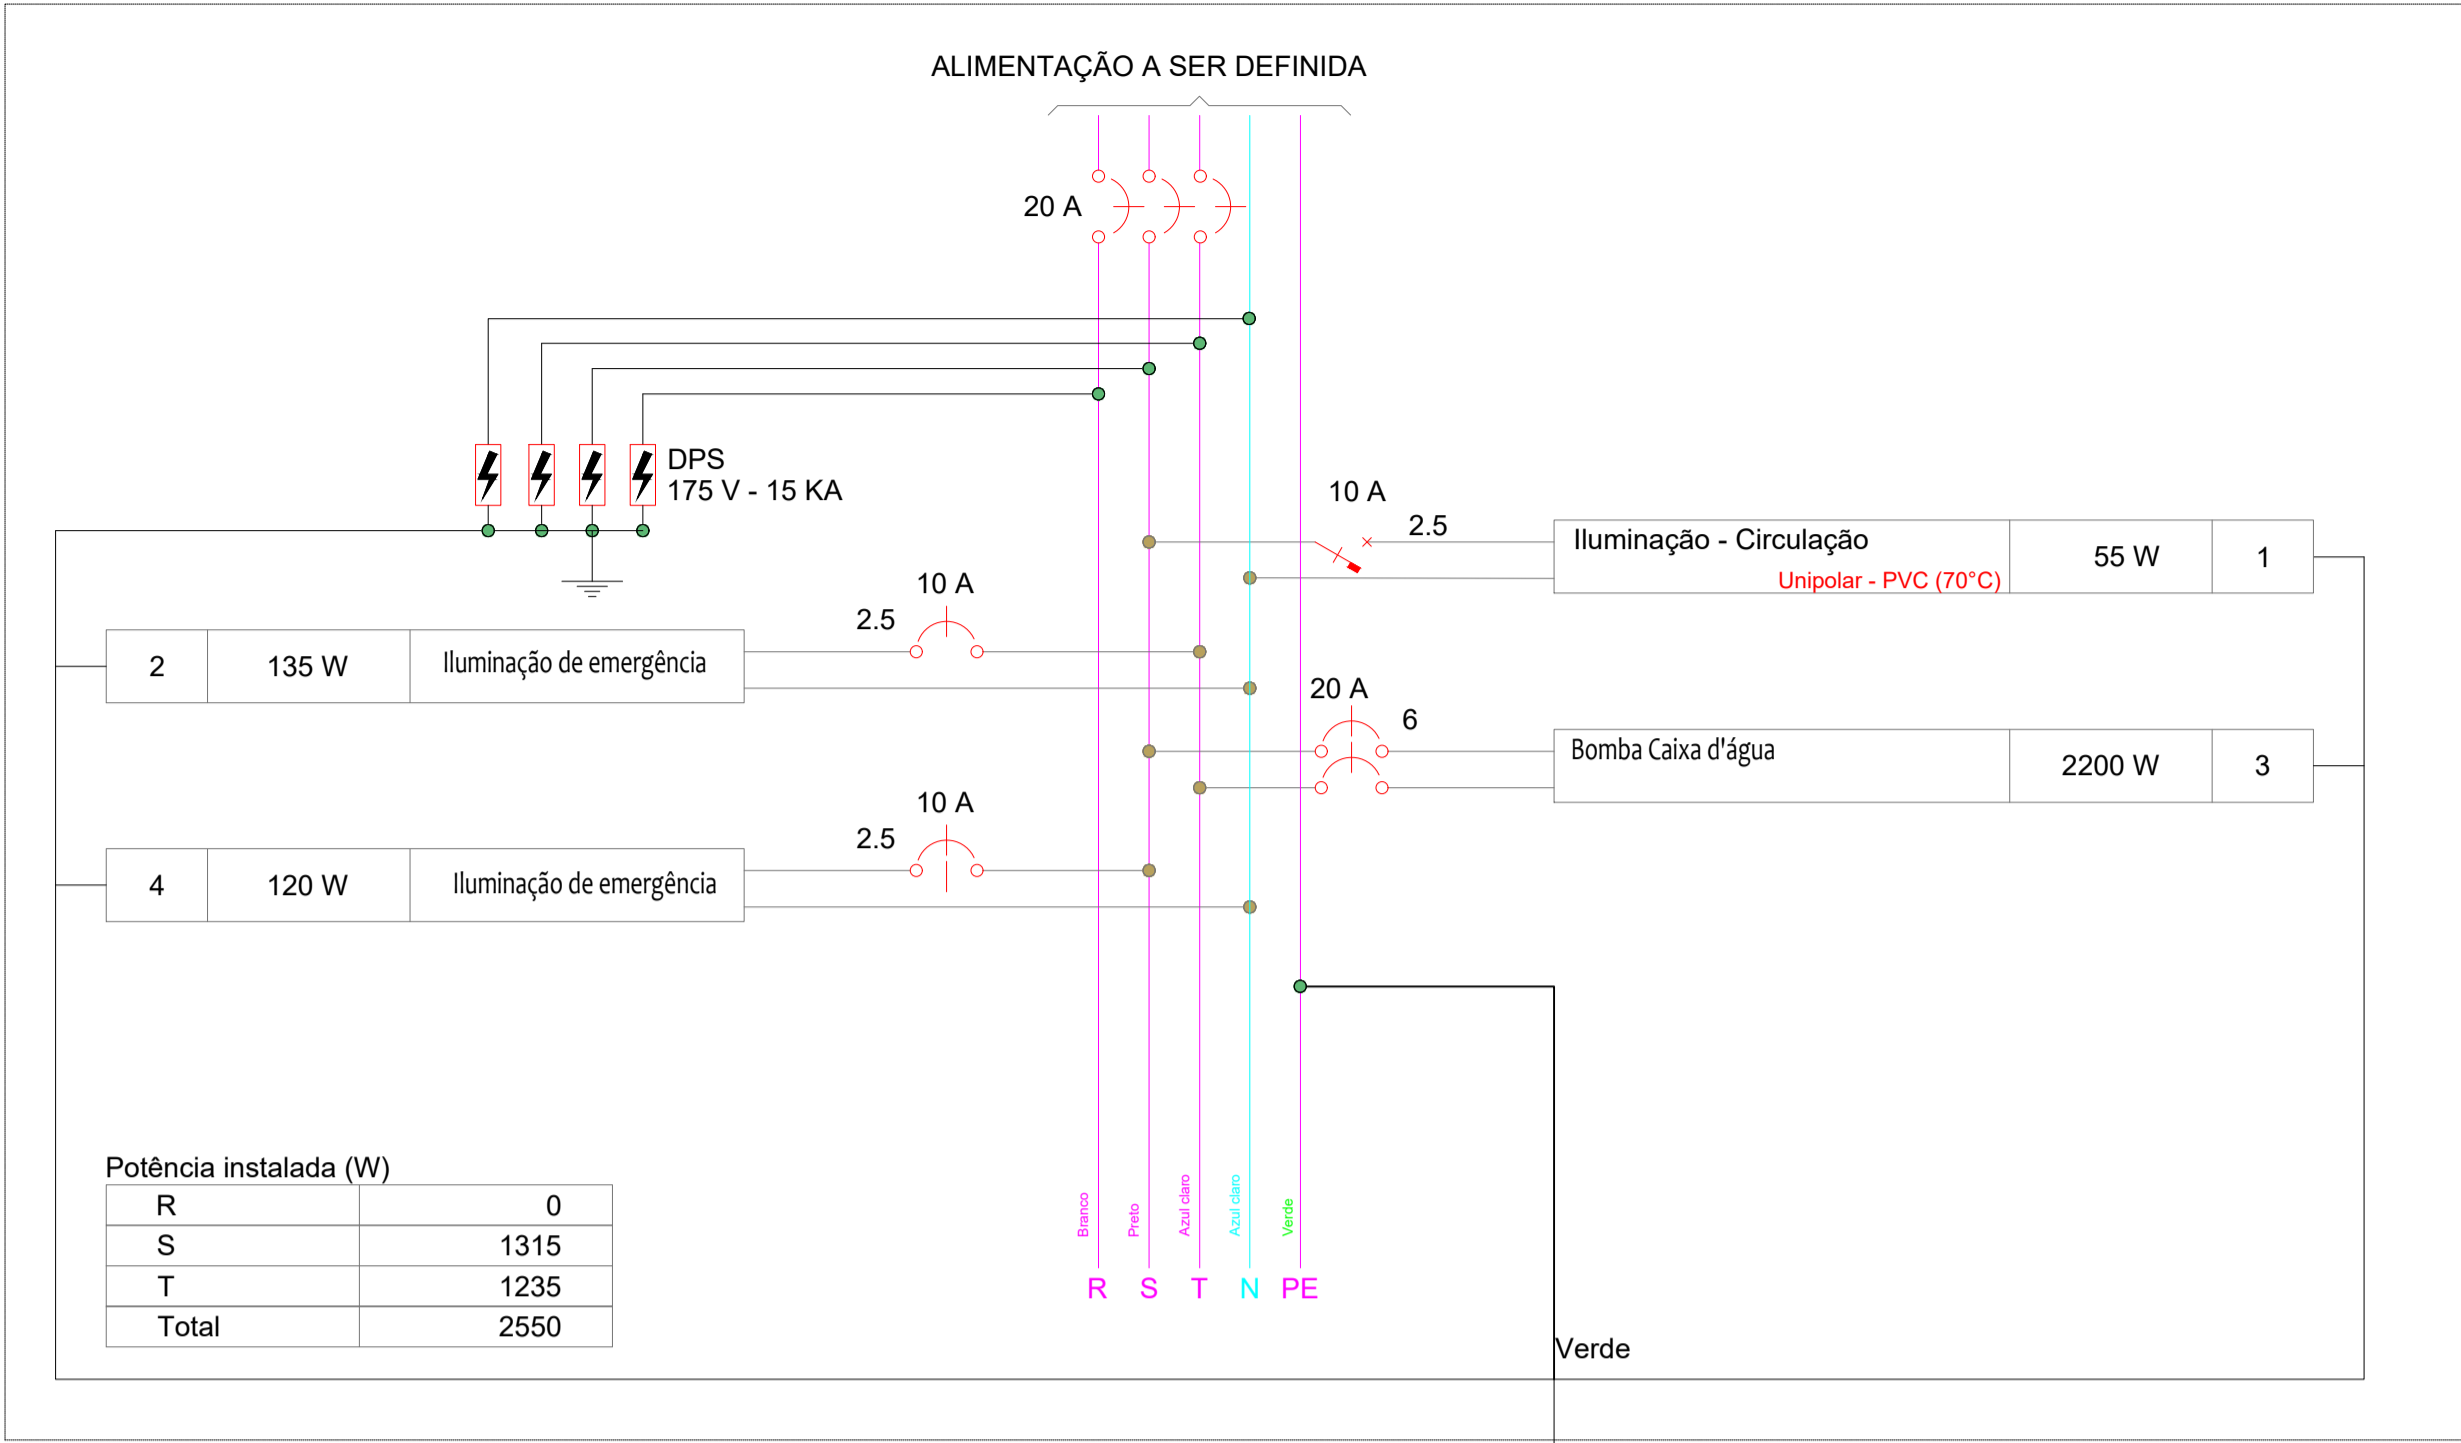 ALIMENTAÇÃO A SER DEFINIDA
20 A
DPS
175 V - 15 KA
10 A
2.5
Iluminação - Circulação
Unipolar - PVC (70°C)
55 W
1
10 A
2.5
2
135 W
Iluminação de emergência
20 A
6
Bomba Caixa d'água
2200 W
3
10 A
2.5
4
120 W
Iluminação de emergência
Potência instalada (W)
R 0
S 1315
T 1235
Total 2550
Branco
Preto
Azul claro
Azul claro
Verde
R S T N PE
Verde